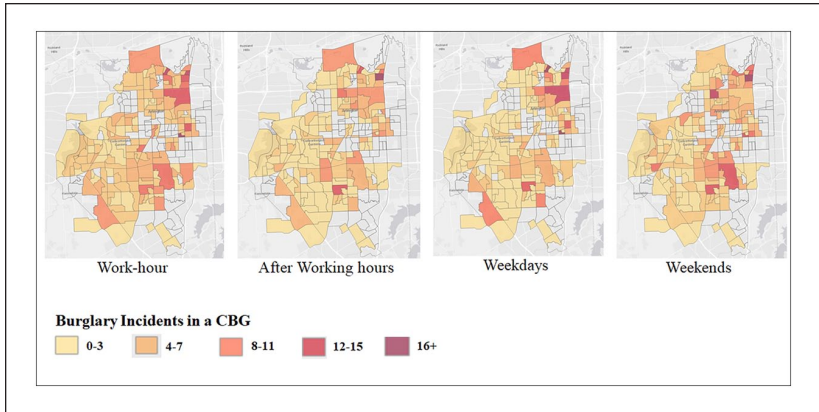 Work-hour
After Working hours
Weekdays
Weekends
Burglary Incidents in a CBG
0-3
4-7
8-11
12-15
16+